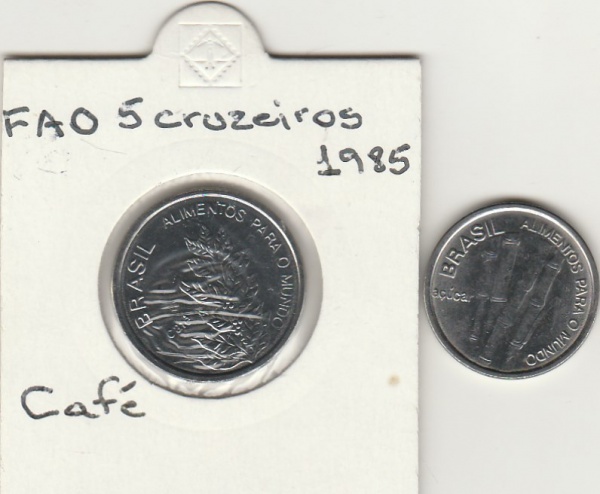 FAO 5 cruzeiros
1985
BRASIL ALIMENTOS PARA O MUNDO
Café
BRASIL ALIMENTOS PARA O MUNDO
açúcar